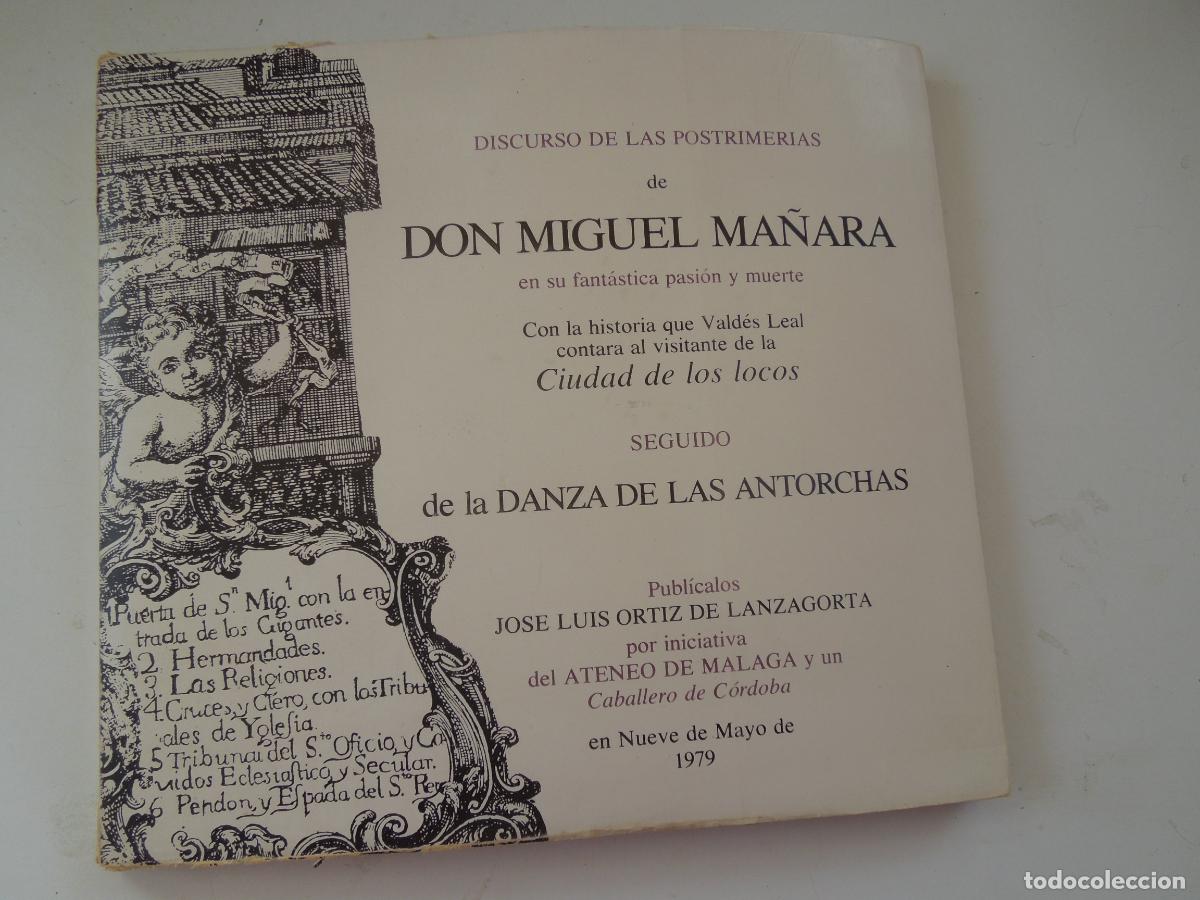 DISCURSO DE LAS POSTRIMERIAS
de
DON MIGUEL MAÑARA
en su fantástica pasión y muerte
Con la historia que Valdés Leal
contara al visitante de la
Ciudad de los locos
SEGUIDO
de la DANZA DE LAS ANTORCHAS
Publícalos
JOSE LUIS ORTIZ DE LANZAGORTA
por iniciativa
del ATENEO DE MALAGA y un
Caballero de Córdoba
en Nueve de Mayo de
1979
1 Puerta de Sn. Migl. con la en-
trada de los Gigantes.
2. Hermandades.
3. Las Religiones.
4. Cruces, y Clero, con los Tribu
ales de Yglesia.
5 Tribunal del Sto. Oficio, y Ca
vidos Eclesiastico, y Secular.
6 Pendon, y Espada del Sto. Rey
todocoleccion